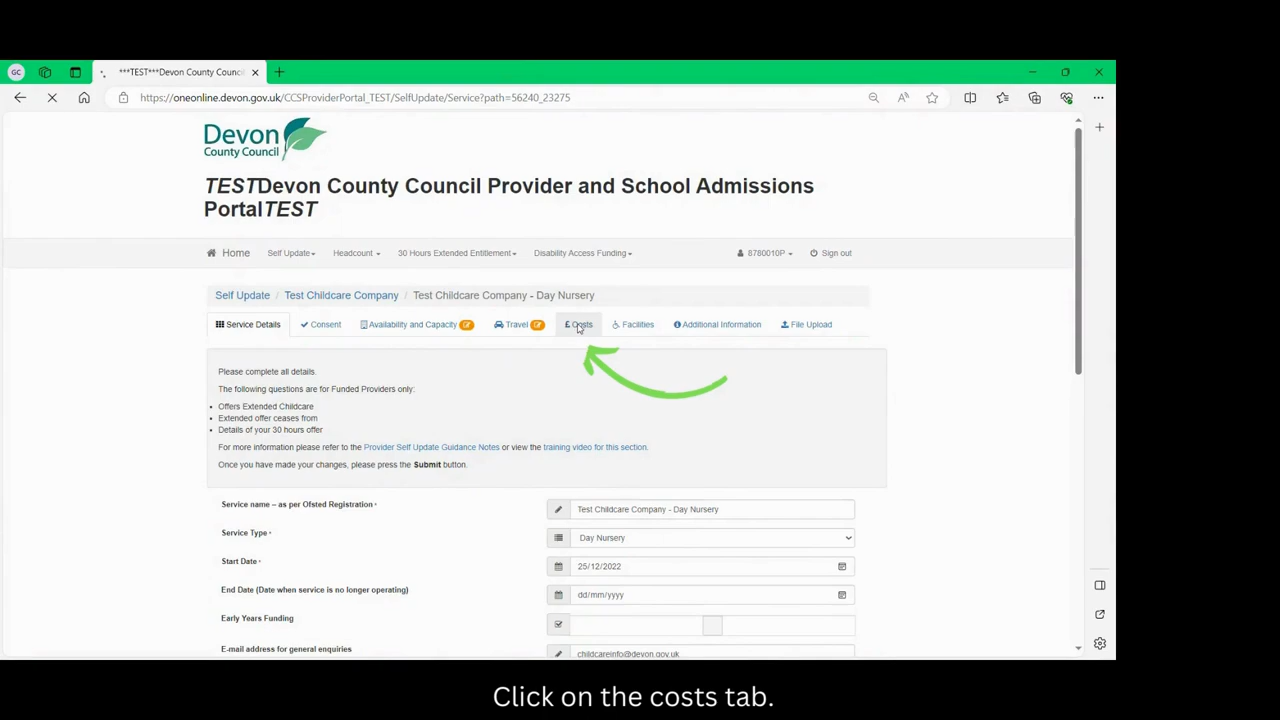 GC
***TEST***Devon County Counci
https://oneonline.devon.gov.uk/CCSProviderPortal_TEST/SelfUpdate/Service?path=56240_23275
Devon
County Council
TESTDevon County Council Provider and School Admissions
PortalTEST
Home Self Update Headcount 30 Hours Extended Entitlement Disability Access Funding 8780010P Sign out
Self Update / Test Childcare Company / Test Childcare Company - Day Nursery
Service Details Consent Availability and Capacity Travel £ Costs Facilities Additional Information File Upload
Please complete all details.
The following questions are for Funded Providers only:
• Offers Extended Childcare
• Extended offer ceases from
• Details of your 30 hours offer
For more information please refer to the Provider Self Update Guidance Notes or view the training video for this section.
Once you have made your changes, please press the Submit button.
Service name – as per Ofsted Registration * Test Childcare Company - Day Nursery
Service Type * Day Nursery
Start Date * 25/12/2022
End Date (Date when service is no longer operating) dd/mm/yyyy
Early Years Funding
E-mail address for general enquiries childcareinfo@devon.gov.uk
Click on the costs tab.